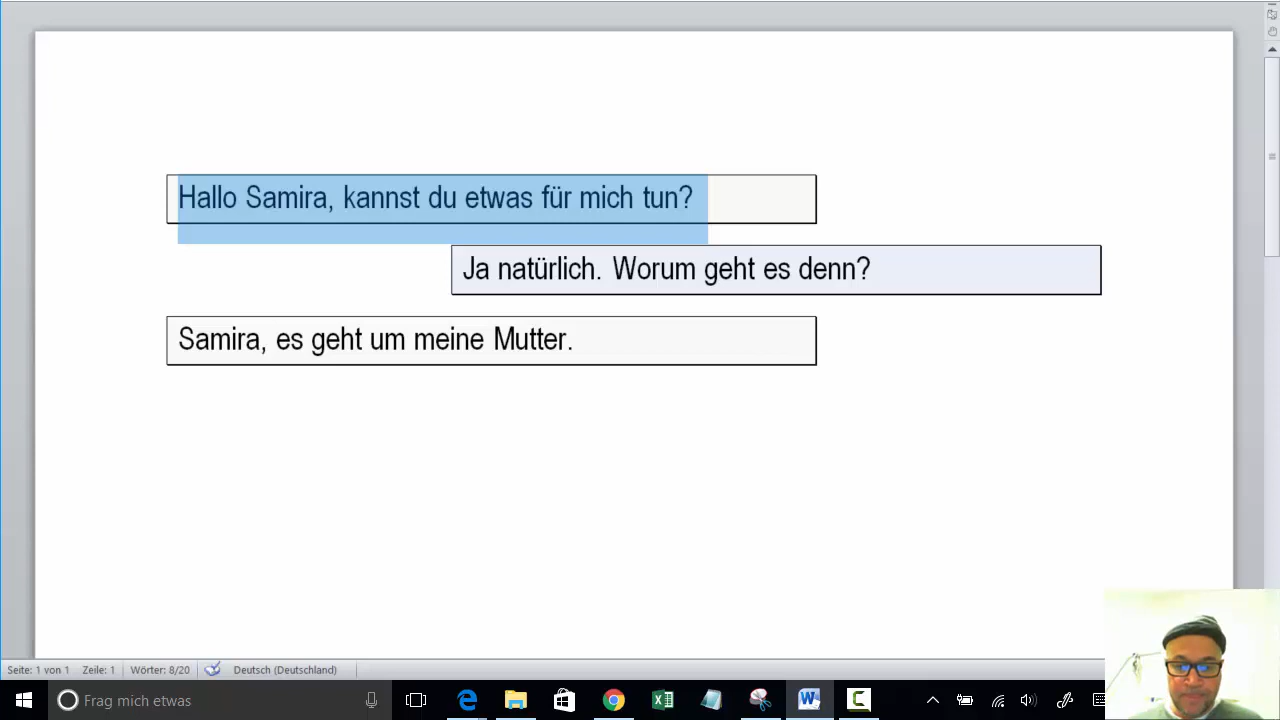 Hallo Samira, kannst du etwas für mich tun?
Ja natürlich. Worum geht es denn?
Samira, es geht um meine Mutter.
Seite: 1 von 1 Zeile: 1 Wörter: 8/20 Deutsch (Deutschland)
Frag mich etwas